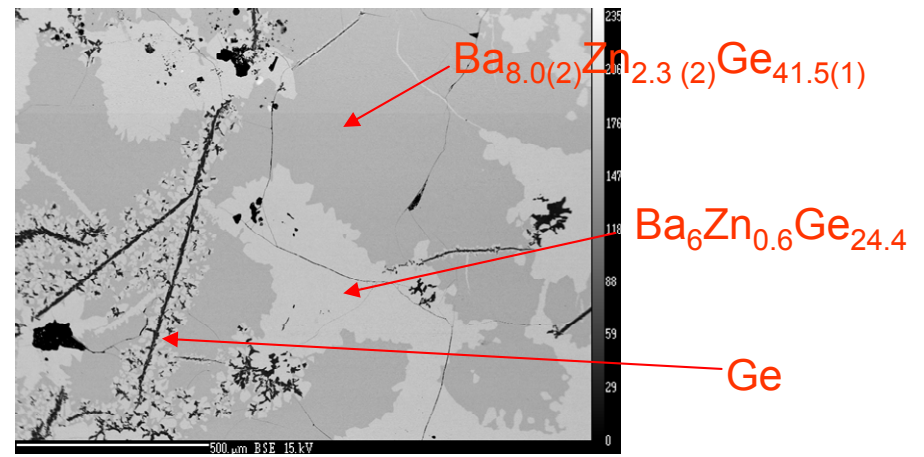 235
Ba8.0(2)Zn2.3 (2)Ge41.5(1)
206
176
147
118
Ba6Zn0.6Ge24.4
88
59
Ge
29
0
500.µm BSE 15.kV